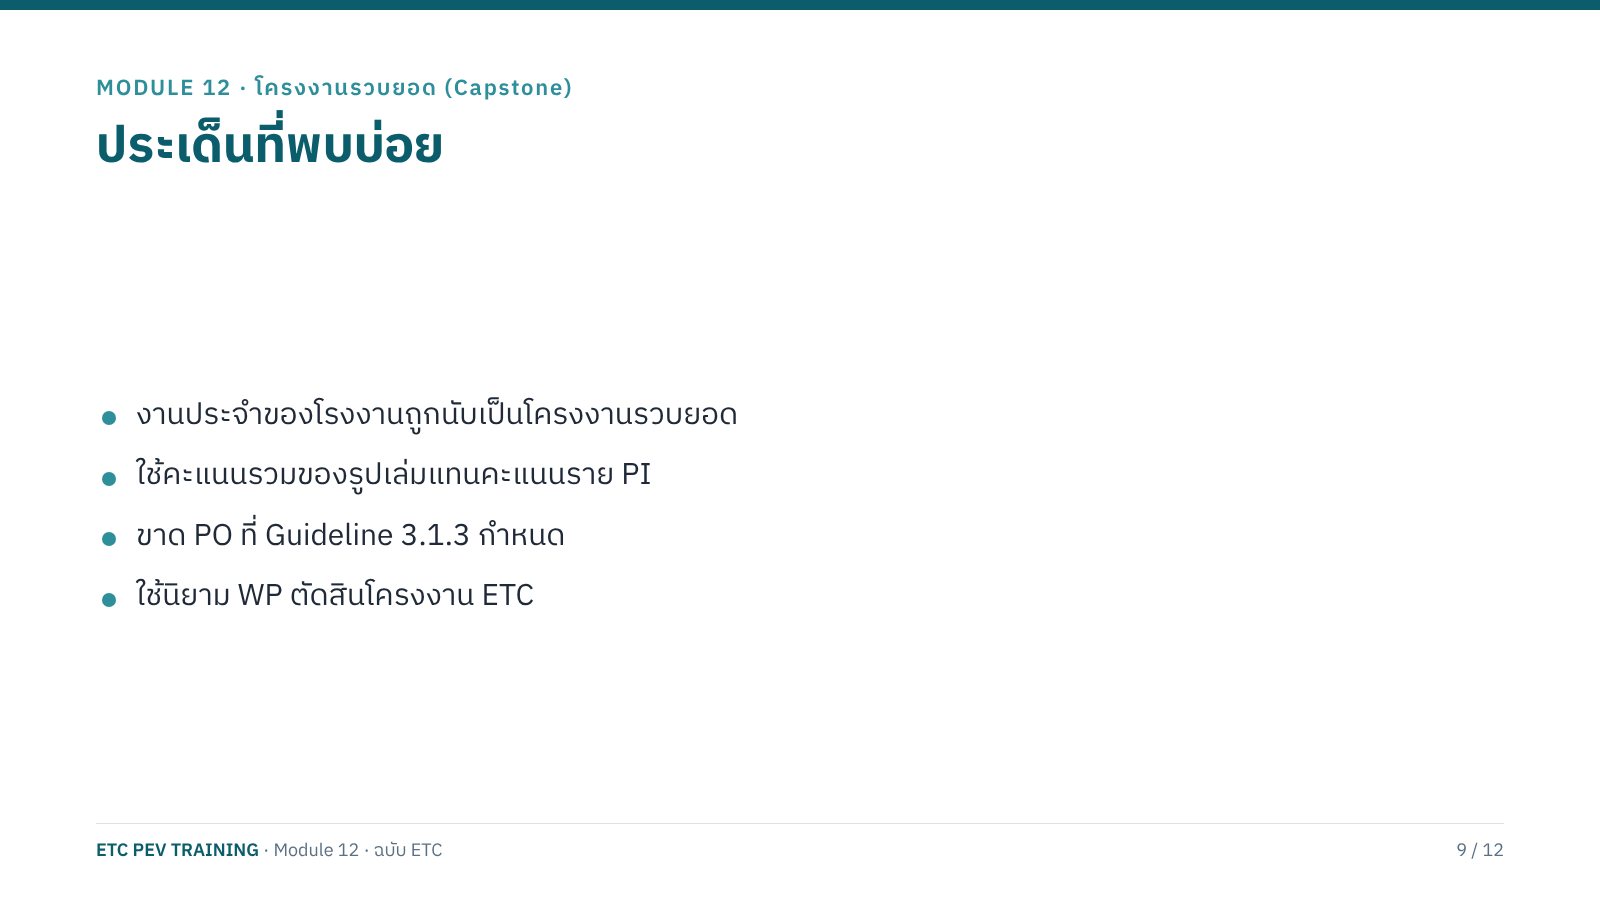 MODULE 12 · โครงงานรวบยอด (Capstone)
ประเด็นที่พบบ่อย
งานประจำของโรงงานถูกนับเป็นโครงงานรวบยอด
ใช้คะแนนรวมของรูปเล่มแทนคะแนนราย PI
ขาด PO ที่ Guideline 3.1.3 กำหนด
ใช้นิยาม WP ตัดสินโครงงาน ETC
ETC PEV TRAINING · Module 12 · ฉบับ ETC
9 / 12